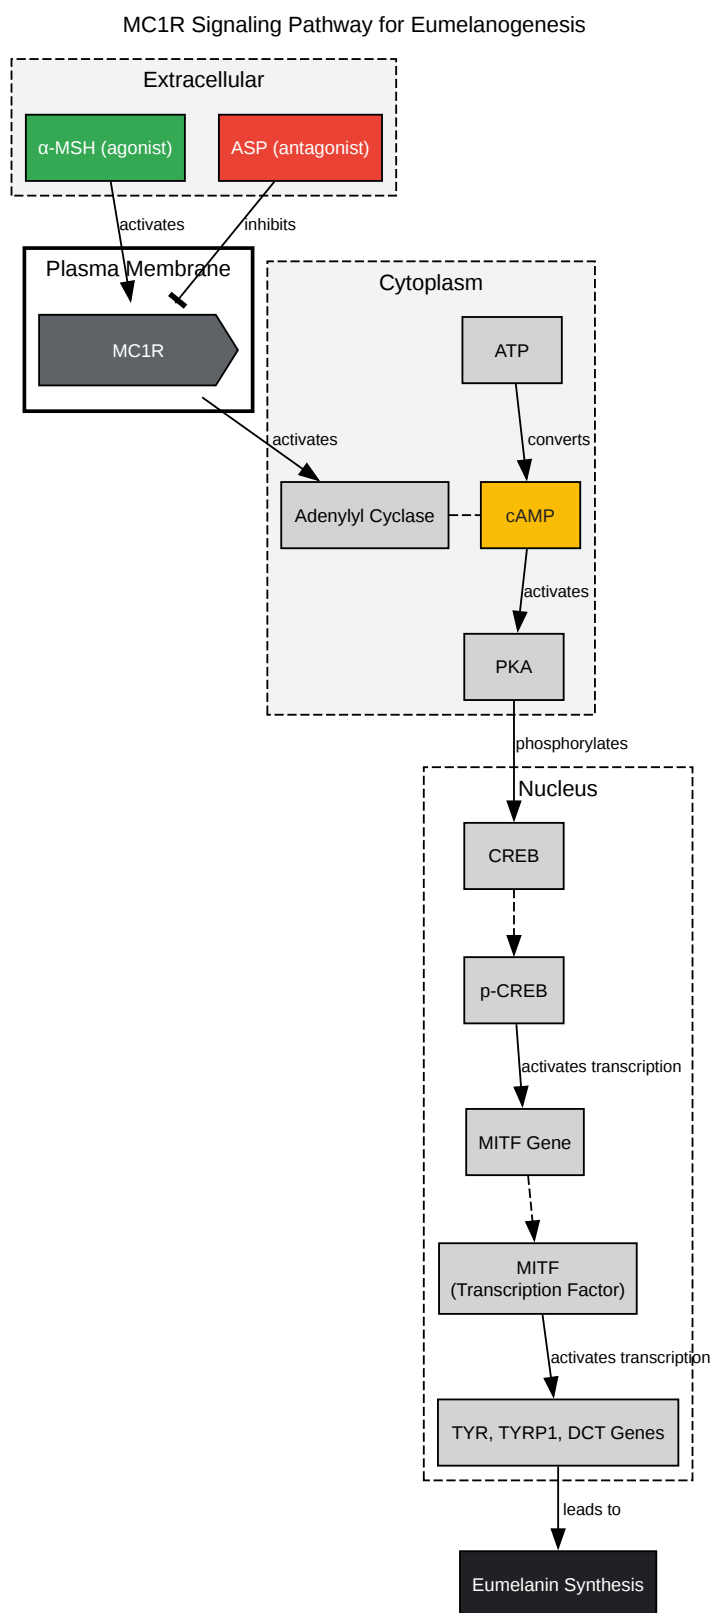 MC1R Signaling Pathway for Eumelanogenesis
Extracellular
α-MSH (agonist)
ASP (antagonist)
activates
inhibits
Plasma Membrane
MC1R
Cytoplasm
ATP
activates
converts
Adenylyl Cyclase
cAMP
activates
PKA
phosphorylates
Nucleus
CREB
p-CREB
activates transcription
MITF Gene
MITF
(Transcription Factor)
activates transcription
TYR, TYRP1, DCT Genes
leads to
Eumelanin Synthesis